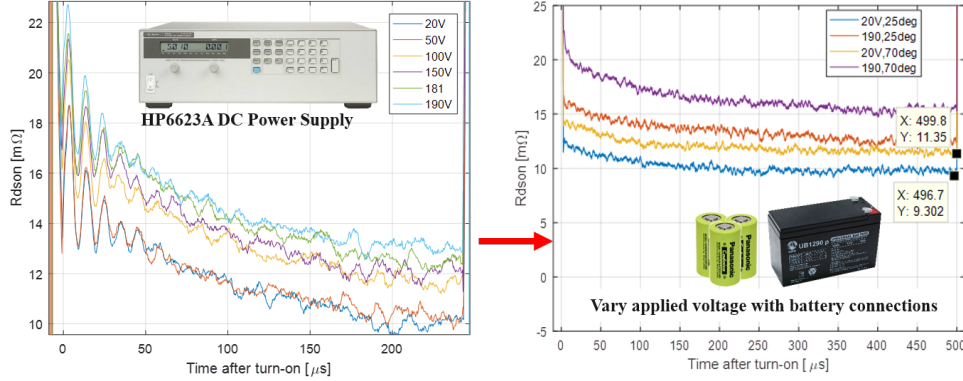 22
20
18
16
14
12
10
Rdson [mΩ]
0
50
100
150
200
Time after turn-on [ μs]
20V
50V
100V
150V
181
190V
HP6623A DC Power Supply
25
20
15
10
5
0
-5
Rdson [mΩ]
0
50
100
150
200
250
300
350
400
450
500
Time after turn-on [ μs]
20V,25deg
190,25deg
20V,70deg
190,70deg
X: 499.8
Y: 11.35
X: 496.7
Y: 9.302
Panasonic
Panasonic
UB1290
Vary applied voltage with battery connections